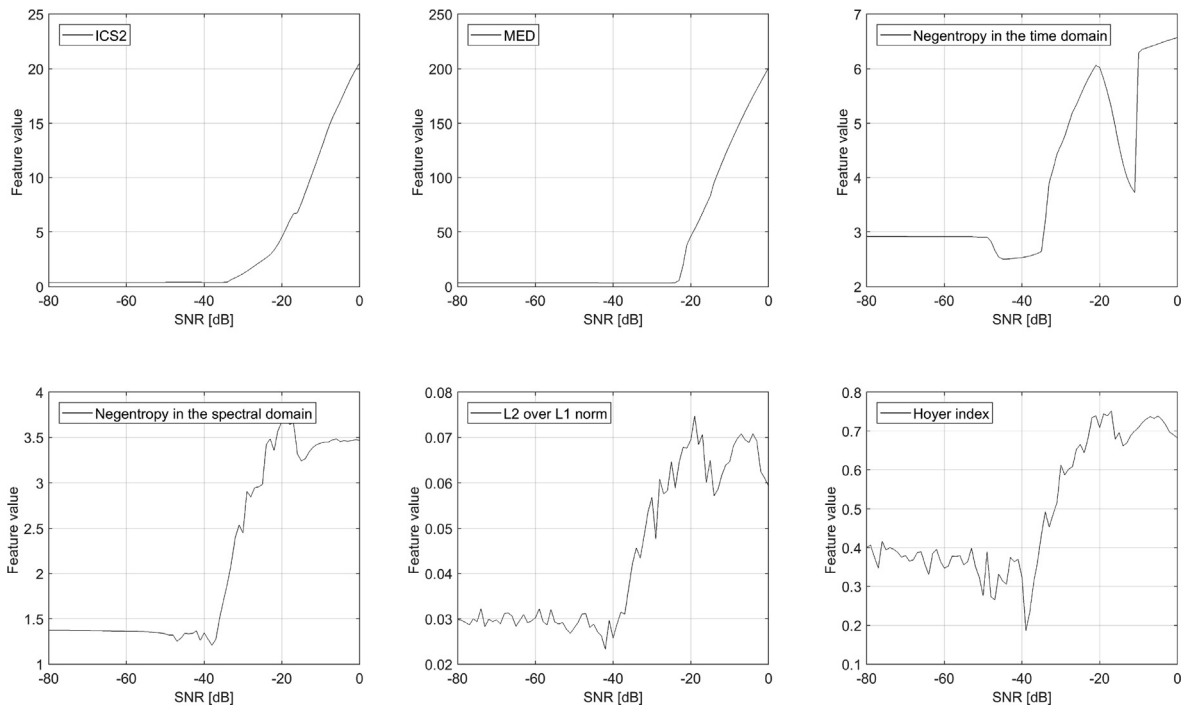 25
20
15
10
5
0
Feature value
ICS2
-80 -60 -40 -20 0
SNR [dB]
250
200
150
100
50
0
Feature value
MED
-80 -60 -40 -20 0
SNR [dB]
7
6
5
4
3
2
Feature value
Negentropy in the time domain
-80 -60 -40 -20 0
SNR [dB]
4
3.5
3
2.5
2
1.5
1
Feature value
Negentropy in the spectral domain
-80 -60 -40 -20 0
SNR [dB]
0.08
0.07
0.06
0.05
0.04
0.03
0.02
Feature value
L2 over L1 norm
-80 -60 -40 -20 0
SNR [dB]
0.8
0.7
0.6
0.5
0.4
0.3
0.2
0.1
Feature value
Hoyer index
-80 -60 -40 -20 0
SNR [dB]